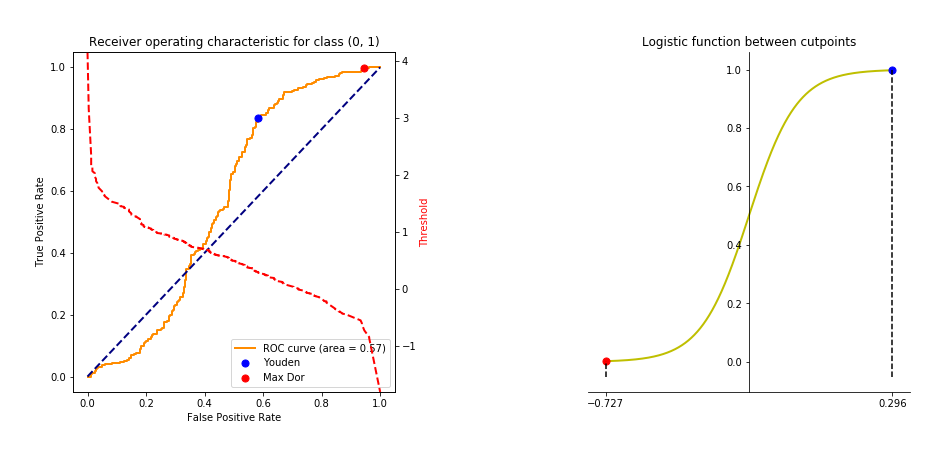 Receiver operating characteristic for class (0, 1)
True Positive Rate
1.0
0.8
0.6
0.4
0.2
0.0
0.0 0.2 0.4 0.6 0.8 1.0
False Positive Rate
4
3
2
1
0
−1
Threshold
ROC curve (area = 0.57)
Youden
Max Dor
Logistic function between cutpoints
1.0
0.8
0.6
0.4
0.2
0.0
−0.727 0.296